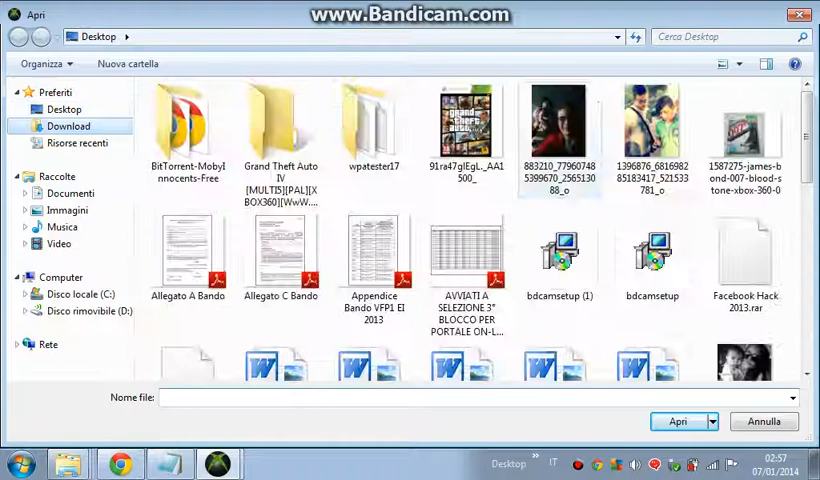 www.Bandicam.com
Apri
Desktop
Cerca Desktop
Organizza
Nuova cartella
Preferiti
Desktop
Download
Risorse recenti
Raccolte
Documenti
Immagini
Musica
Video
Computer
Disco locale (C:)
Disco rimovibile (D:)
Rete
BitTorrent-MobyI
nnocents-Free
Grand Theft Auto
IV
[MULTI5][PAL][X
BOX360][WwW....
wpatester17
91ra47glEgL._AA1
500_
883210_77960748
5399670_2565130
88_o
1396876_6816982
85183417_521533
781_o
1587275-james-b
ond-007-blood-s
tone-xbox-360-0
Allegato A Bando
Allegato C Bando
Appendice
Bando VFP1 EI
2013
AVVIATI A
SELEZIONE 3°
BLOCCO PER
PORTALE ON-L...
bdcamsetup (1)
bdcamsetup
Facebook Hack
2013.rar
Nome file:
Apri
Annulla
Desktop
IT
02:57
07/01/2014